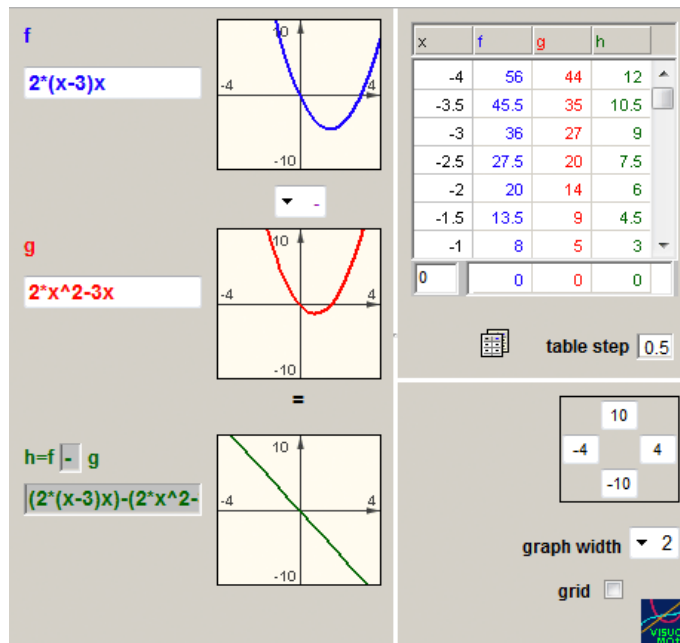 f
2*(x-3)x
10
-4 4
-10
-
g
2*x^2-3x
10
-4 4
-10
=
h=f - g
(2*(x-3)x)-(2*x^2-
10
-4 4
-10
x f g h
-4 56 44 12
-3.5 45.5 35 10.5
-3 36 27 9
-2.5 27.5 20 7.5
-2 20 14 6
-1.5 13.5 9 4.5
-1 8 5 3
0 0 0 0
table step 0.5
10
-4 4
-10
graph width 2
grid